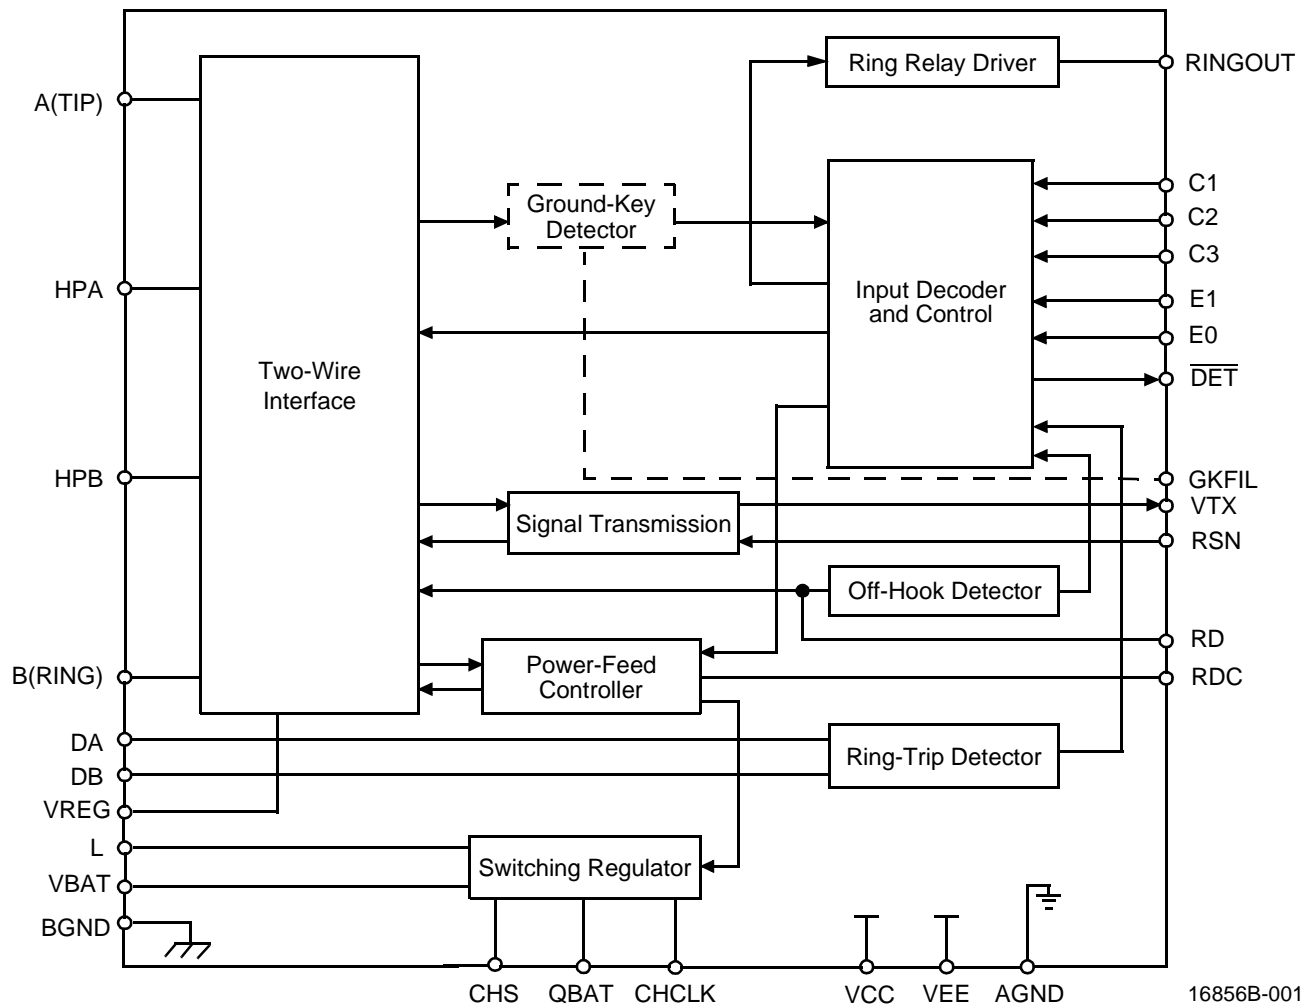 Ring Relay Driver
RINGOUT
A(TIP)
C1
Ground-Key
Detector
C2
C3
HPA
Input Decoder
and Control
E1
E0
Two-Wire
Interface
DET
HPB
GKFIL
VTX
Signal Transmission
RSN
Off-Hook Detector
RD
B(RING)
Power-Feed
Controller
RDC
DA
DB
Ring-Trip Detector
VREG
L
Switching Regulator
VBAT
BGND
CHS
QBAT
CHCLK
VCC
VEE
AGND
16856B-001